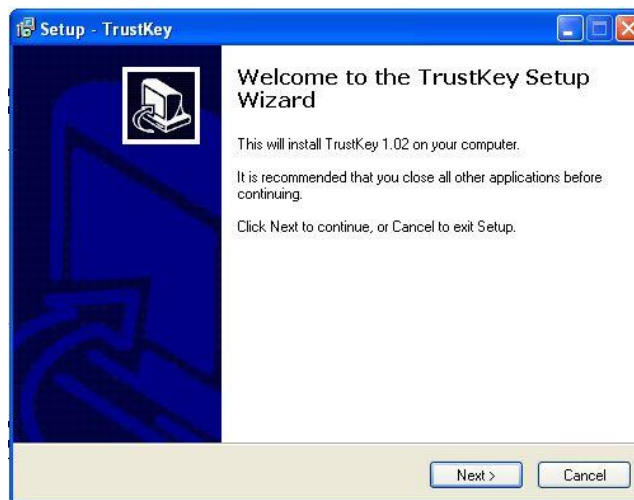 Setup - TrustKey
Welcome to the TrustKey Setup
Wizard
This will install TrustKey 1.02 on your computer.
It is recommended that you close all other applications before
continuing.
Click Next to continue, or Cancel to exit Setup.
Next >
Cancel